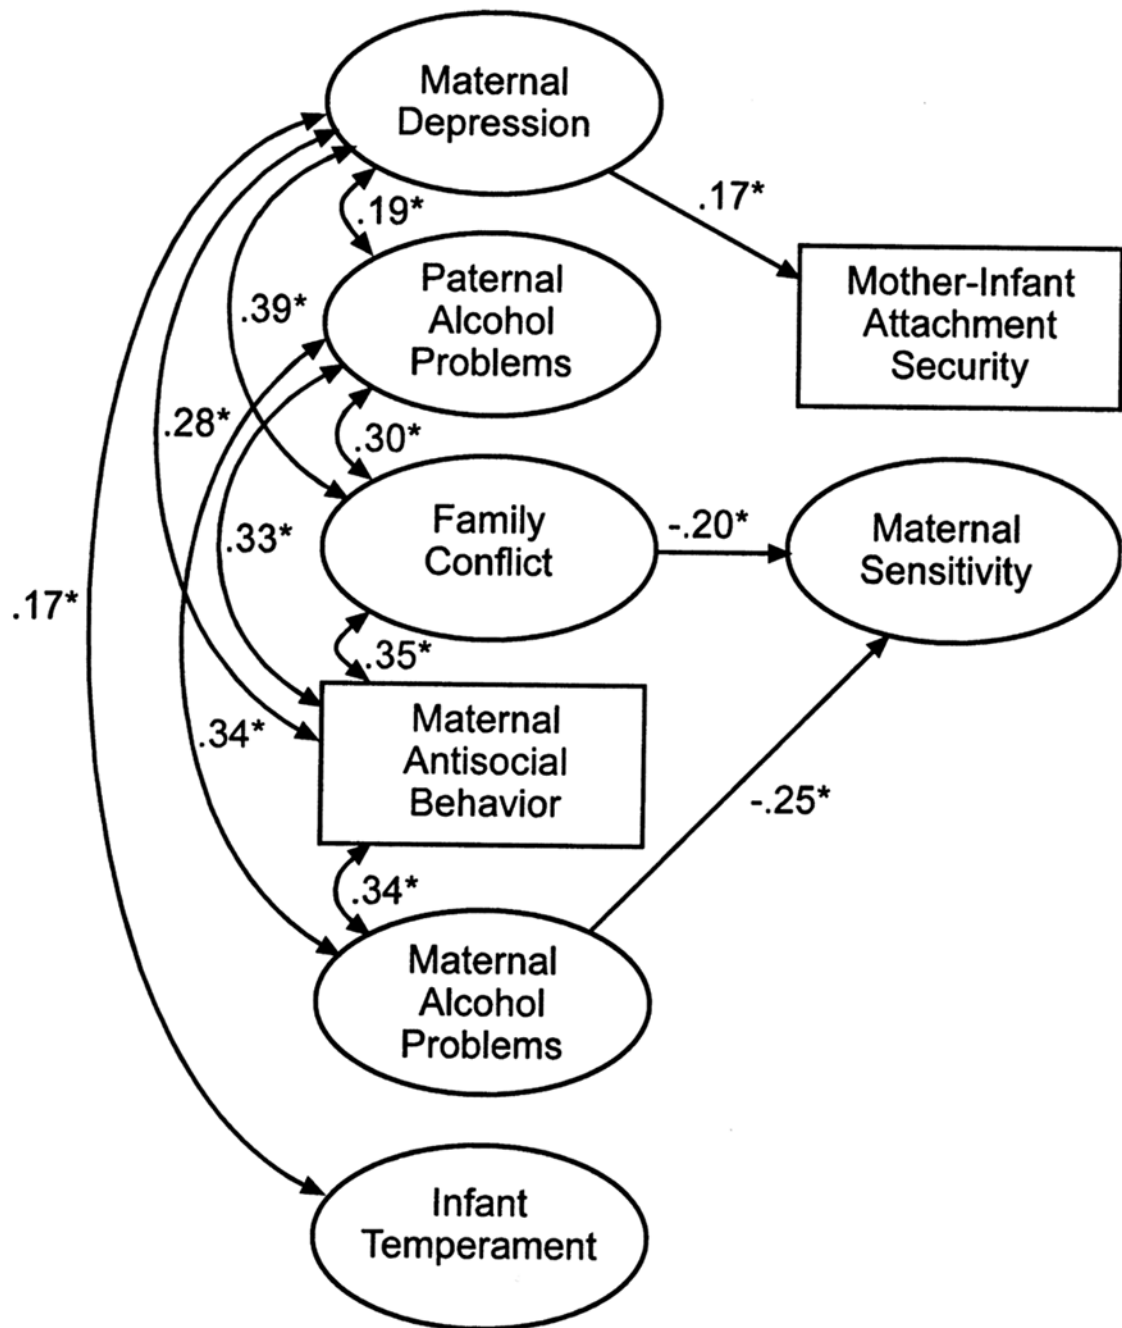 Maternal
Depression
.17*
.19*
Mother-Infant
Attachment
Security
Paternal
Alcohol
Problems
.39*
.28*
.30*
Family
Conflict
-.20*
Maternal
Sensitivity
.33*
.17*
.35*
Maternal
Antisocial
Behavior
.34*
-.25*
.34*
Maternal
Alcohol
Problems
Infant
Temperament